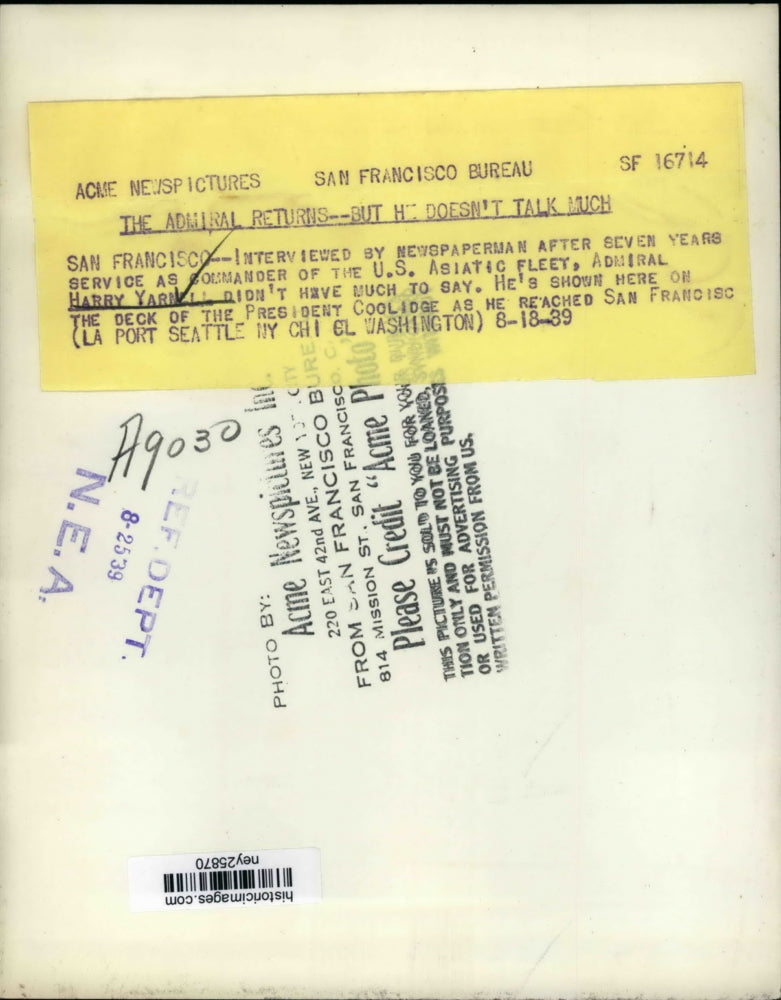 ACME NEWSPICTURES SAN FRANCISCO BUREAU SF 16714
THE ADMIRAL RETURNS--BUT HE DOESN'T TALK MUCH
SAN FRANCISCO--INTERVIEWED BY NEWSPAPERMAN AFTER SEVEN YEARS
SERVICE AS COMMANDER OF THE U.S. ASIATIC FLEET, ADMIRAL
HARRY YARNELL DIDN'T HAVE MUCH TO SAY. HE'S SHOWN HERE ON
THE DECK OF THE PRESIDENT COOLIDGE AS HE REACHED SAN FRANCISC
(LA PORT SEATTLE NY CHI CL WASHINGTON) 8-18-39
A9030
REF. DEPT.
8-25 39
N.E.A.
PHOTO BY:
Acme Newspictures Inc.
220 EAST 42nd AVE., NEW CITY
FROM SAN FRANCISCO BURE
814 MISSION ST., SAN FRANCISCO, C
Please Credit "Acme Photo
THIS PICTURE IS SOLD TO YOU FOR YOUR
TION ONLY AND MUST NOT BE LOANED,
OR USED FOR ADVERTISING PURPOS
WRITTEN PERMISSION FROM US.
historicimages.com
ney25870